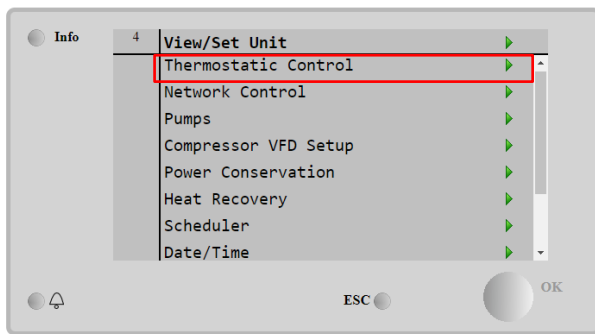 Info
4 View/Set Unit
Thermostatic Control
Network Control
Pumps
Compressor VFD Setup
Power Conservation
Heat Recovery
Scheduler
Date/Time
ESC
OK